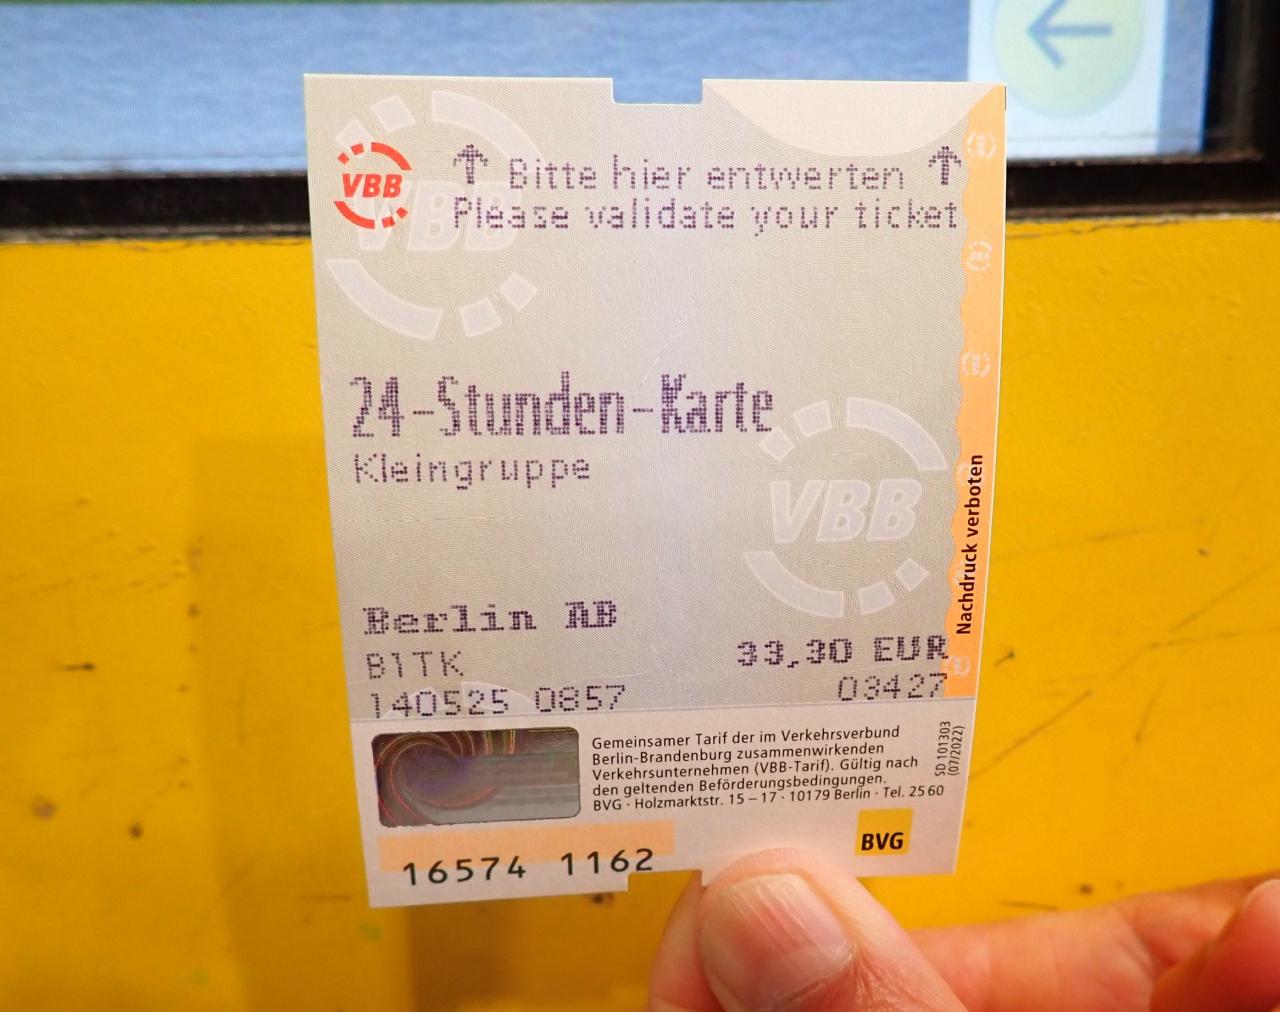 VBB
↑ Bitte hier entwerten ↑
Please validate your ticket
24-Stunden-Karte
Kleingruppe
VBB
Nachdruck verboten
Berlin AB
B1TK
33,30 EUR
140525 0857
03427
Gemeinsamer Tarif der im Verkehrsverbund
Berlin-Brandenburg zusammenwirkenden
Verkehrsunternehmen (VBB-Tarif). Gültig nach
den geltenden Beförderungsbedingungen.
BVG · Holzmarktstr. 15 – 17 · 10179 Berlin · Tel. 25 60
SD 101303
(07/2022)
BVG
16574 1162